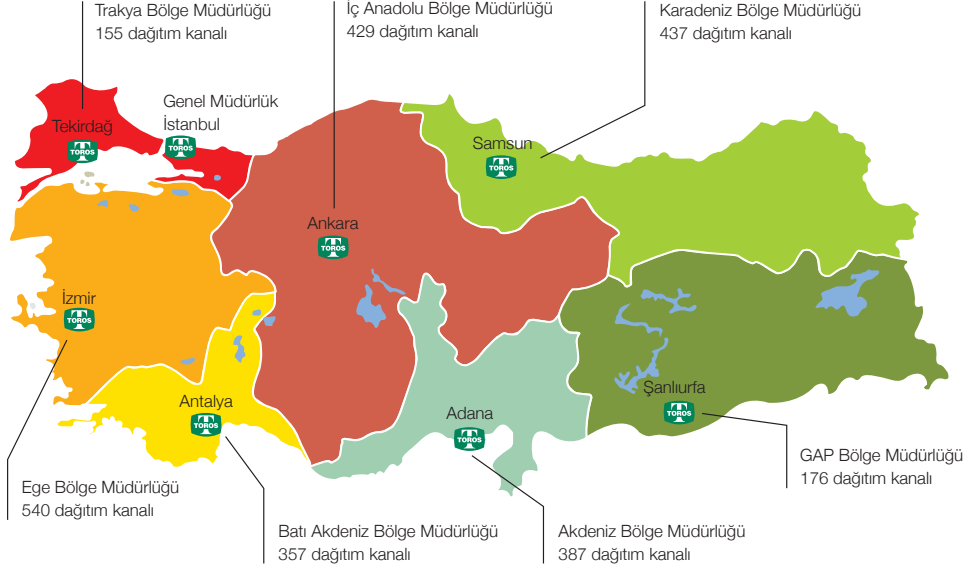 Trakya Bölge Müdürlüğü
155 dağıtım kanalı
İç Anadolu Bölge Müdürlüğü
429 dağıtım kanalı
Karadeniz Bölge Müdürlüğü
437 dağıtım kanalı
Genel Müdürlük
İstanbul
TOROS
Tekirdağ
TOROS
Samsun
TOROS
Ankara
TOROS
İzmir
TOROS
Antalya
TOROS
Adana
TOROS
Şanlıurfa
TOROS
Ege Bölge Müdürlüğü
540 dağıtım kanalı
Batı Akdeniz Bölge Müdürlüğü
357 dağıtım kanalı
Akdeniz Bölge Müdürlüğü
387 dağıtım kanalı
GAP Bölge Müdürlüğü
176 dağıtım kanalı